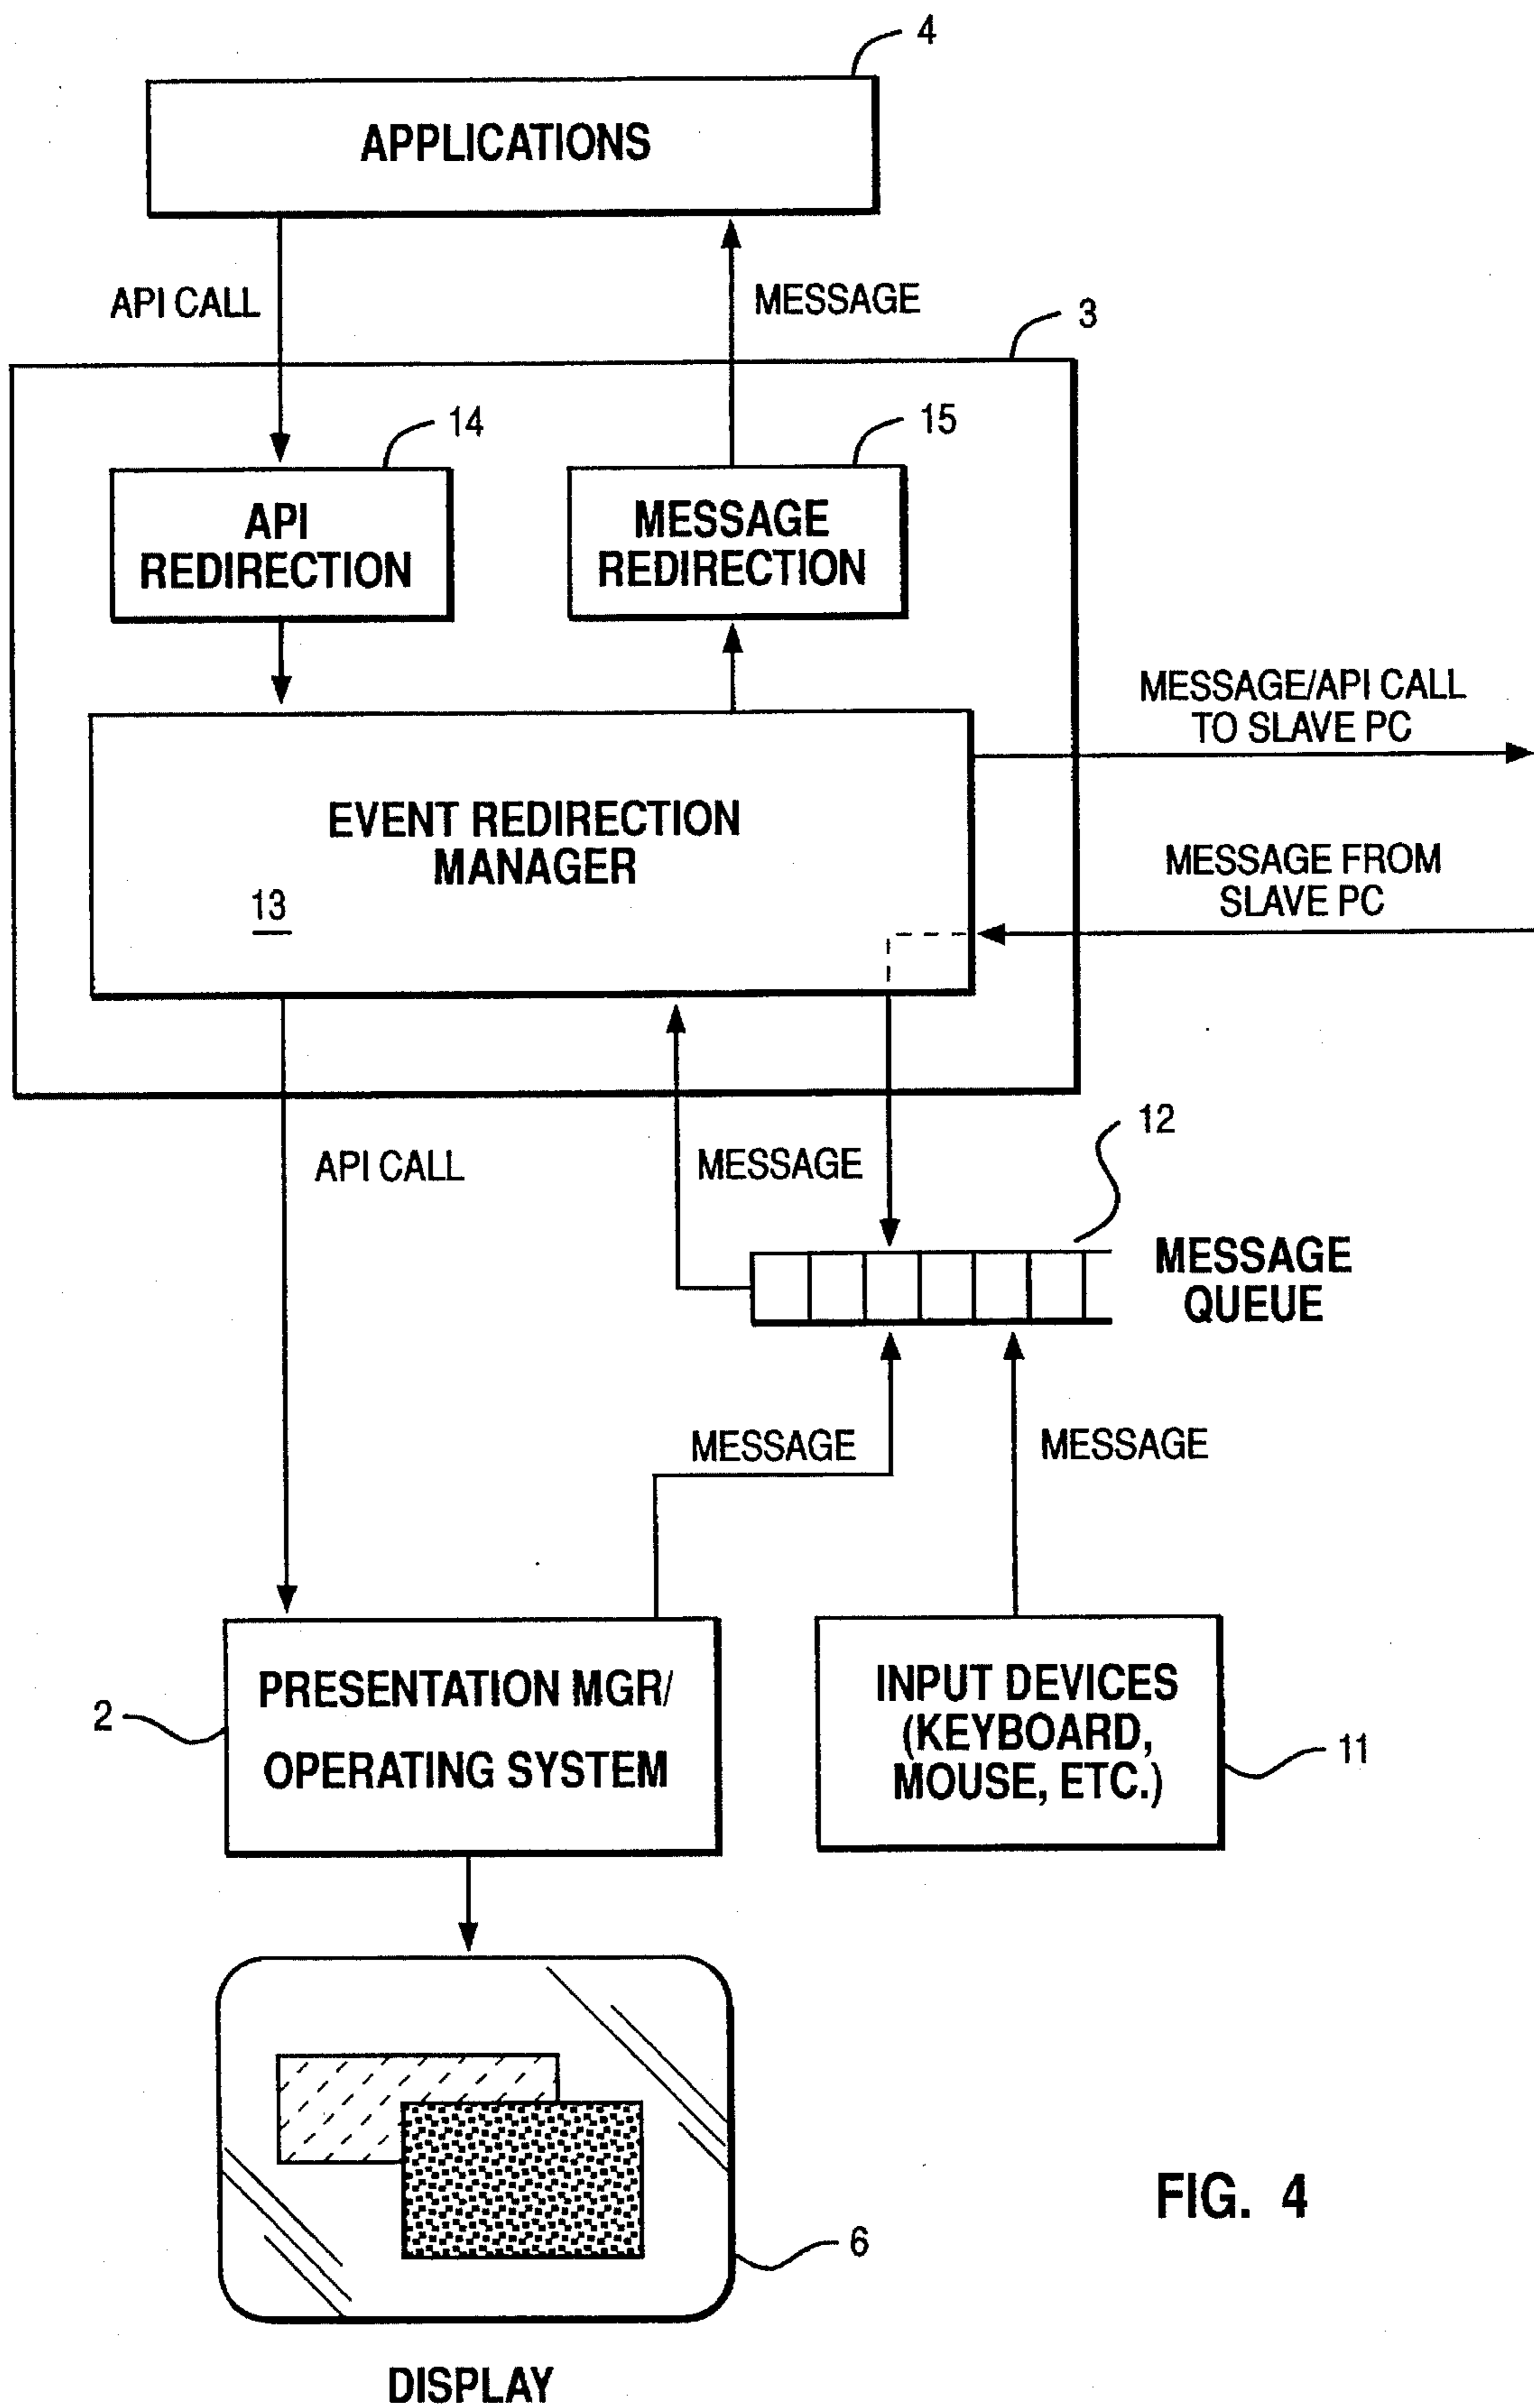 4
APPLICATIONS
API CALL
MESSAGE
3
14
15
API
REDIRECTION
MESSAGE
REDIRECTION
MESSAGE/API CALL
TO SLAVE PC
EVENT REDIRECTION
MANAGER
13
MESSAGE FROM
SLAVE PC
12
API CALL
MESSAGE
MESSAGE
QUEUE
MESSAGE
MESSAGE
PRESENTATION MGR/
OPERATING SYSTEM
2
INPUT DEVICES
(KEYBOARD,
MOUSE, ETC.)
11
6
FIG. 4
DISPLAY